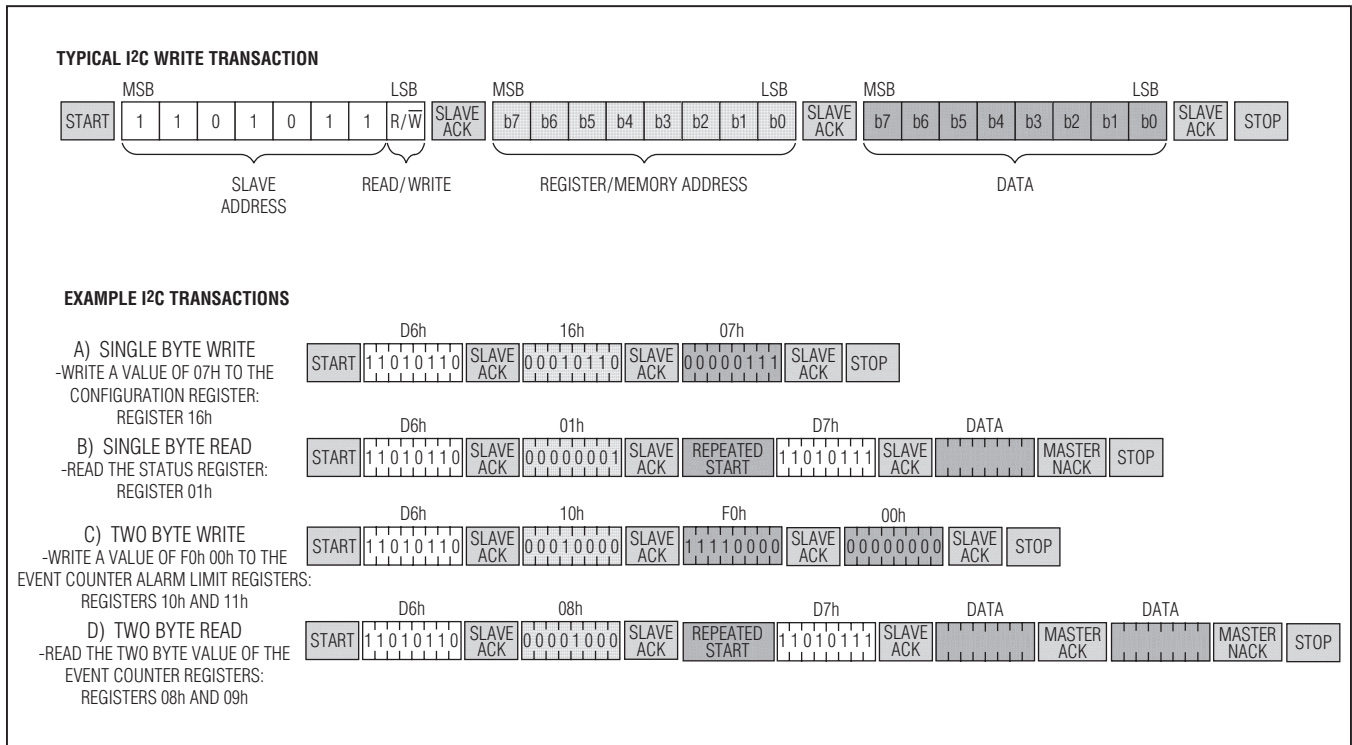 TYPICAL I2C WRITE TRANSACTION
MSB LSB MSB LSB MSB LSB
START 1 1 0 1 0 1 1 R/W SLAVE ACK b7 b6 b5 b4 b3 b2 b1 b0 SLAVE ACK b7 b6 b5 b4 b3 b2 b1 b0 SLAVE ACK STOP
SLAVE ADDRESS READ/WRITE REGISTER/MEMORY ADDRESS DATA
EXAMPLE I2C TRANSACTIONS
D6h 16h 07h
A) SINGLE BYTE WRITE
-WRITE A VALUE OF 07H TO THE
CONFIGURATION REGISTER:
REGISTER 16h
START 11010110 SLAVE ACK 00010110 SLAVE ACK 00000111 SLAVE ACK STOP
D6h 01h D7h DATA
B) SINGLE BYTE READ
-READ THE STATUS REGISTER:
REGISTER 01h
START 11010110 SLAVE ACK 00000001 SLAVE ACK REPEATED START 11010111 SLAVE ACK MASTER NACK STOP
D6h 10h F0h 00h
C) TWO BYTE WRITE
-WRITE A VALUE OF F0h 00h TO THE
EVENT COUNTER ALARM LIMIT REGISTERS:
REGISTERS 10h AND 11h
START 11010110 SLAVE ACK 00010000 SLAVE ACK 11110000 SLAVE ACK 00000000 SLAVE ACK STOP
D6h 08h D7h DATA DATA
D) TWO BYTE READ
-READ THE TWO BYTE VALUE OF THE
EVENT COUNTER REGISTERS:
REGISTERS 08h AND 09h
START 11010110 SLAVE ACK 00001000 SLAVE ACK REPEATED START 11010111 SLAVE ACK MASTER ACK MASTER NACK STOP